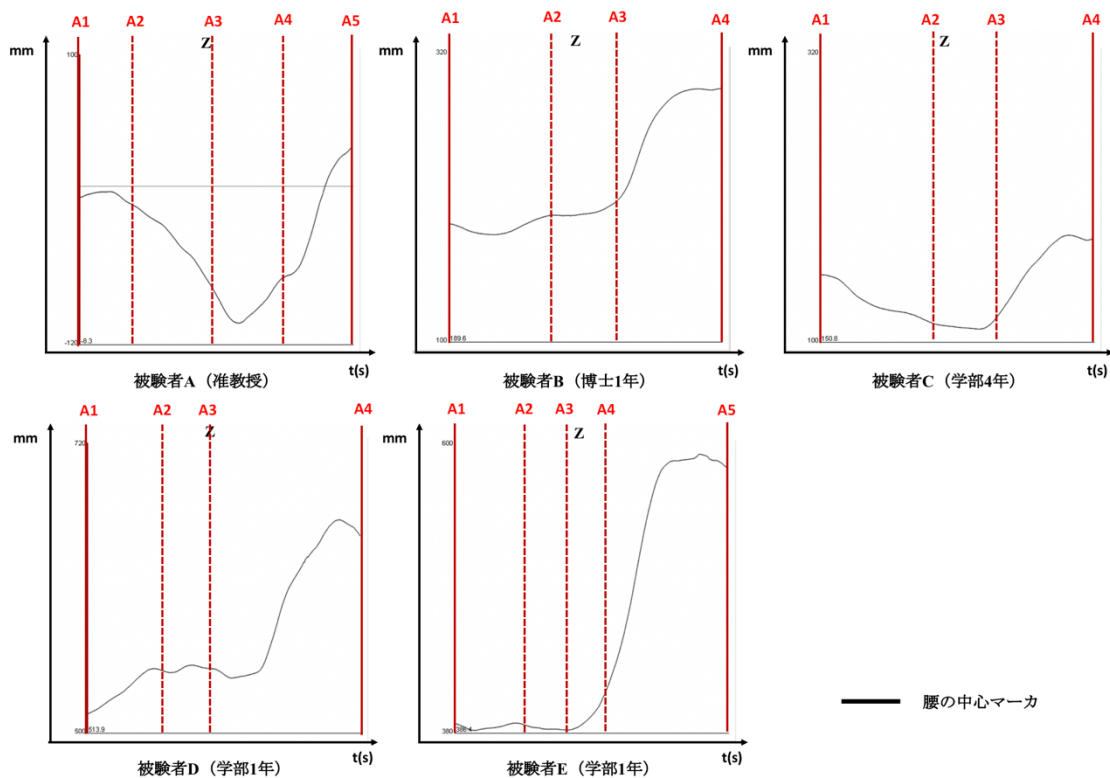 A1 A2 A3 A4 A5
mm Z
100
-120 -8.3
t(s)
被験者A（准教授）
A1 A2 A3 A4
mm Z
320
100 189.6
t(s)
被験者B（博士1年）
A1 A2 A3 A4
mm Z
320
100 150.8
t(s)
被験者C（学部4年）
A1 A2 A3 A4
mm Z
720
500 513.9
t(s)
被験者D（学部1年）
A1 A2 A3 A4 A5
mm Z
600
380 386.4
t(s)
被験者E（学部1年）
腰の中心マーカ